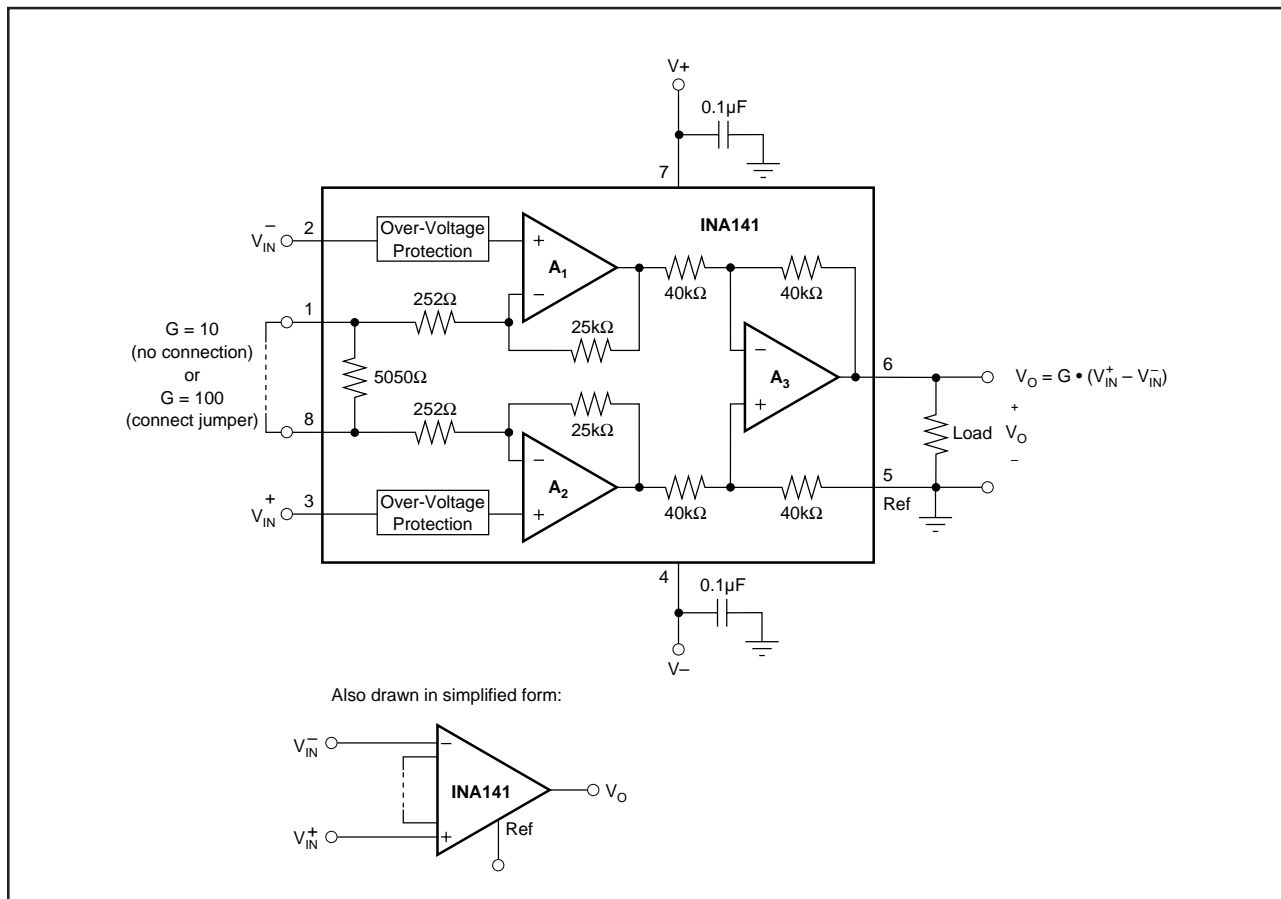 V+
0.1µF
7
INA141
2
V−IN
Over-Voltage
Protection
+
A1
−
40kΩ
40kΩ
1
252Ω
25kΩ
G = 10
(no connection)
or
G = 100
(connect jumper)
5050Ω
−
A3
+
6
VO = G • (V+IN − V−IN)
8
252Ω
25kΩ
Load
+
VO
−
−
A2
+
3
V+IN
Over-Voltage
Protection
40kΩ
40kΩ
5
Ref
4
0.1µF
V−
Also drawn in simplified form:
V−IN
−
INA141
VO
V+IN
+
Ref